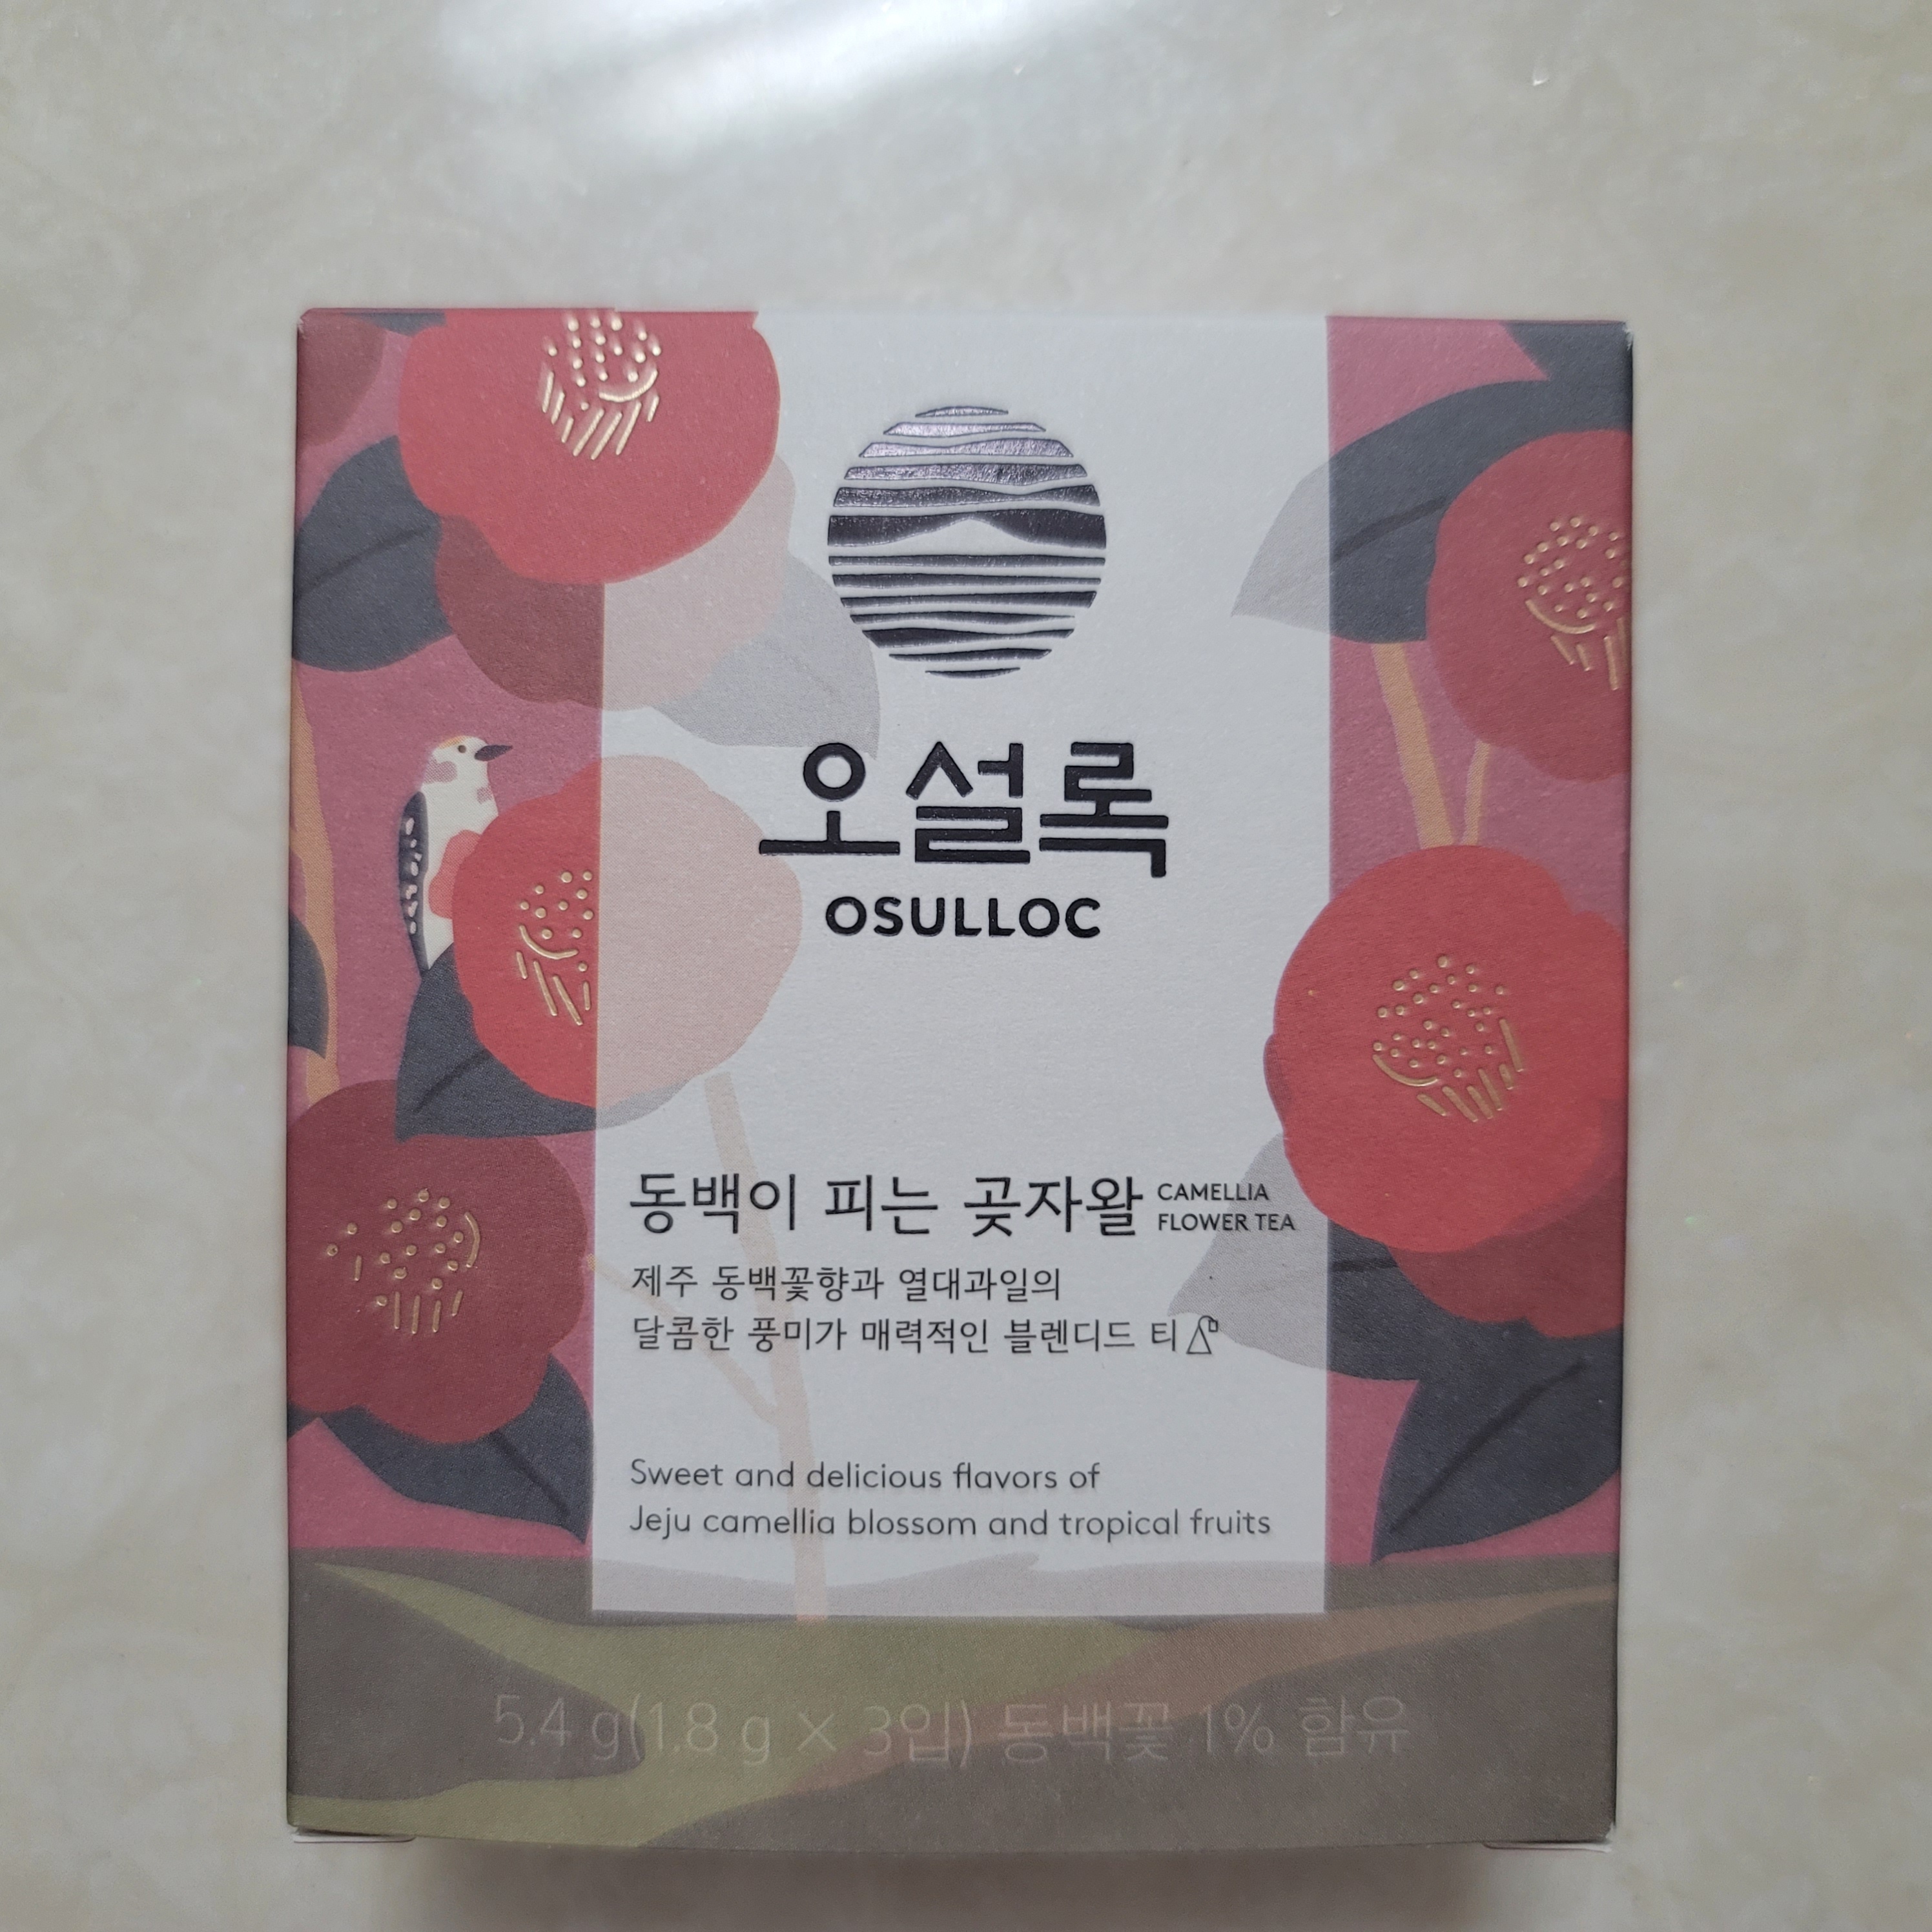 오설록
OSULLOC
동백이 피는 곶자왈 CAMELLIA
FLOWER TEA
제주 동백꽃향과 열대과일의
달콤한 풍미가 매력적인 블렌디드 티
Sweet and delicious flavors of
Jeju camellia blossom and tropical fruits
5.4 g(1.8 g × 3입) 동백꽃 1% 함유